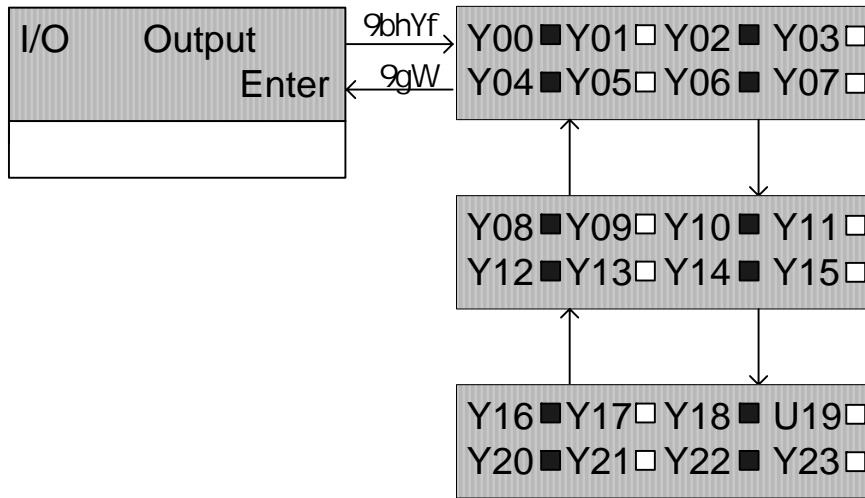 I/O Output
Enter
9bhYf
9gW
Y00 ■ Y01 □ Y02 ■ Y03 □
Y04 ■ Y05 □ Y06 ■ Y07 □
Y08 ■ Y09 □ Y10 ■ Y11 □
Y12 ■ Y13 □ Y14 ■ Y15 □
Y16 ■ Y17 □ Y18 ■ U19 □
Y20 ■ Y21 □ Y22 ■ Y23 □